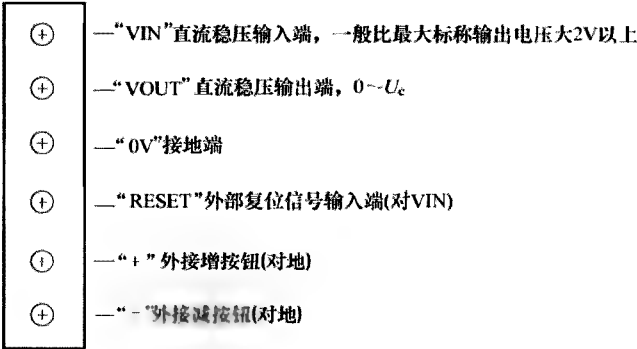 —“VIN”直流稳压输入端，一般比最大标称输出电压大2V以上
—“VOUT”直流稳压输出端，0~Uc
—“0V”接地端
—“RESET”外部复位信号输入端(对VIN)
—“+”外接增按钮(对地)
—“-”外接减按钮(对地)